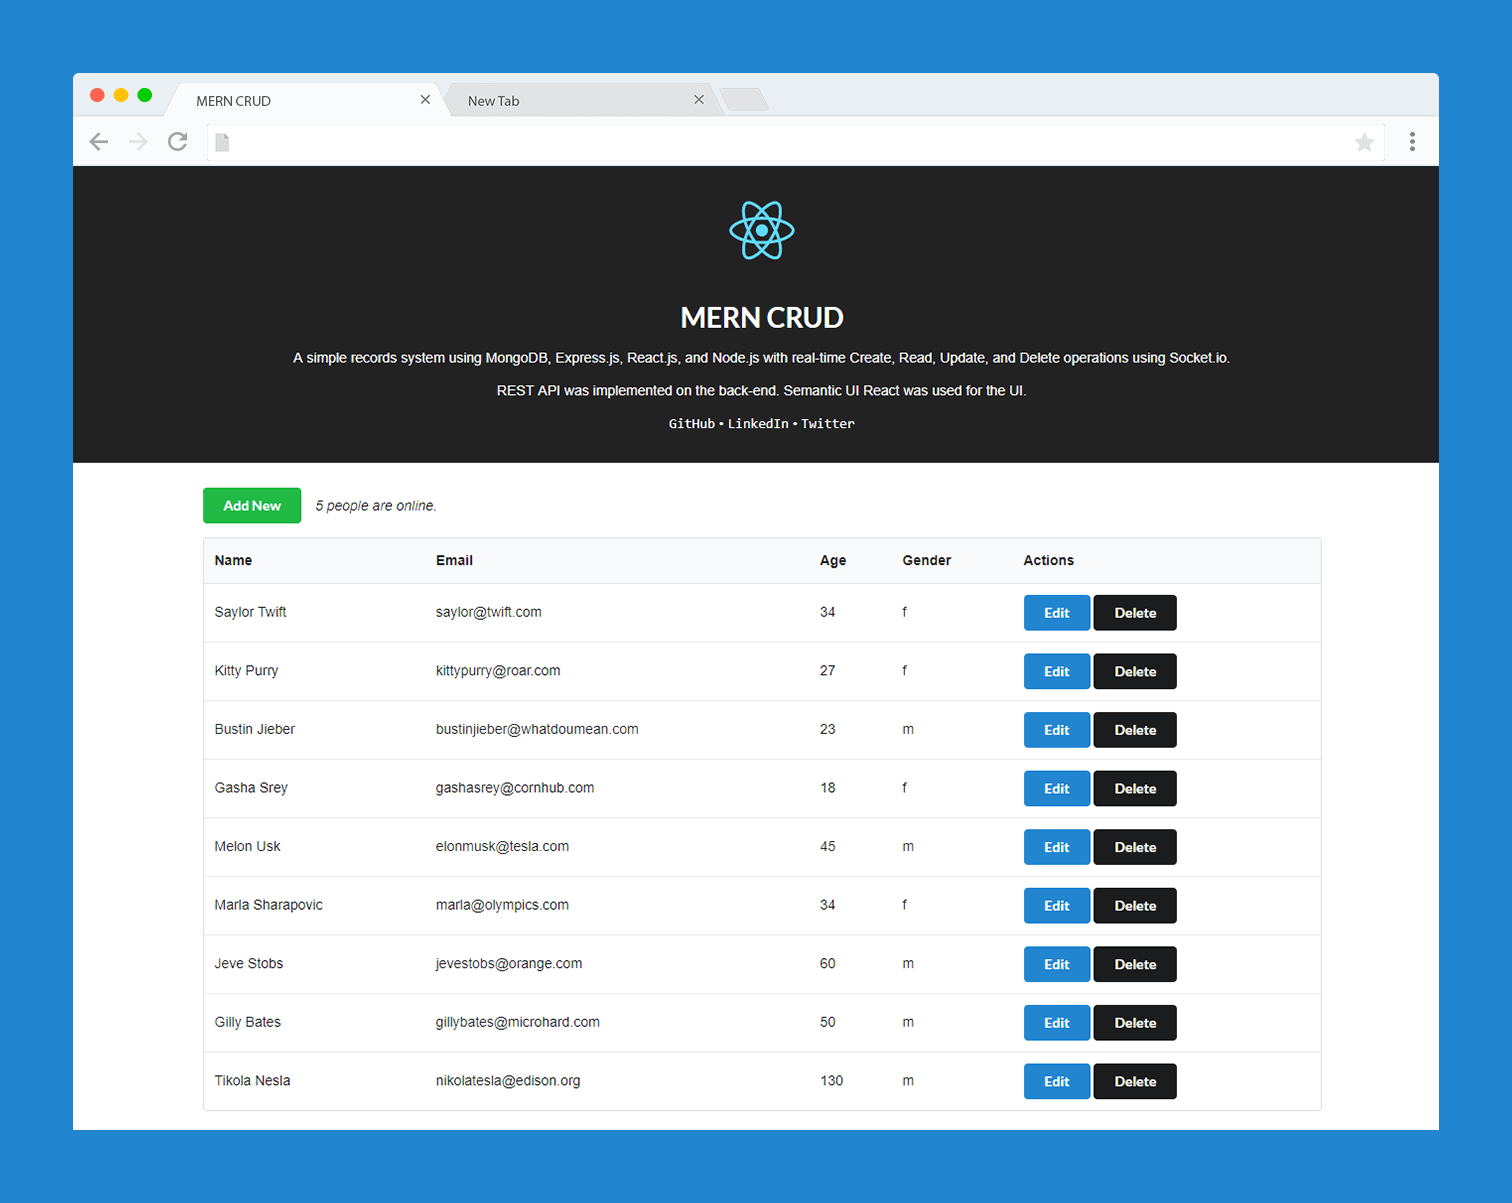 MERN CRUD
New Tab
MERN CRUD
A simple records system using MongoDB, Express.js, React.js, and Node.js with real-time Create, Read, Update, and Delete operations using Socket.io.
REST API was implemented on the back-end. Semantic UI React was used for the UI.
GitHub • LinkedIn • Twitter
Add New 5 people are online.
Name Email Age Gender Actions
Saylor Twift saylor@twift.com 34 f Edit Delete
Kitty Purry kittypurry@roar.com 27 f Edit Delete
Bustin Jieber bustinjieber@whatdoumean.com 23 m Edit Delete
Gasha Srey gashasrey@cornhub.com 18 f Edit Delete
Melon Usk elonmusk@tesla.com 45 m Edit Delete
Marla Sharapovic marla@olympics.com 34 f Edit Delete
Jeve Stobs jevestobs@orange.com 60 m Edit Delete
Gilly Bates gillybates@microhard.com 50 m Edit Delete
Tikola Nesla nikolatesla@edison.org 130 m Edit Delete